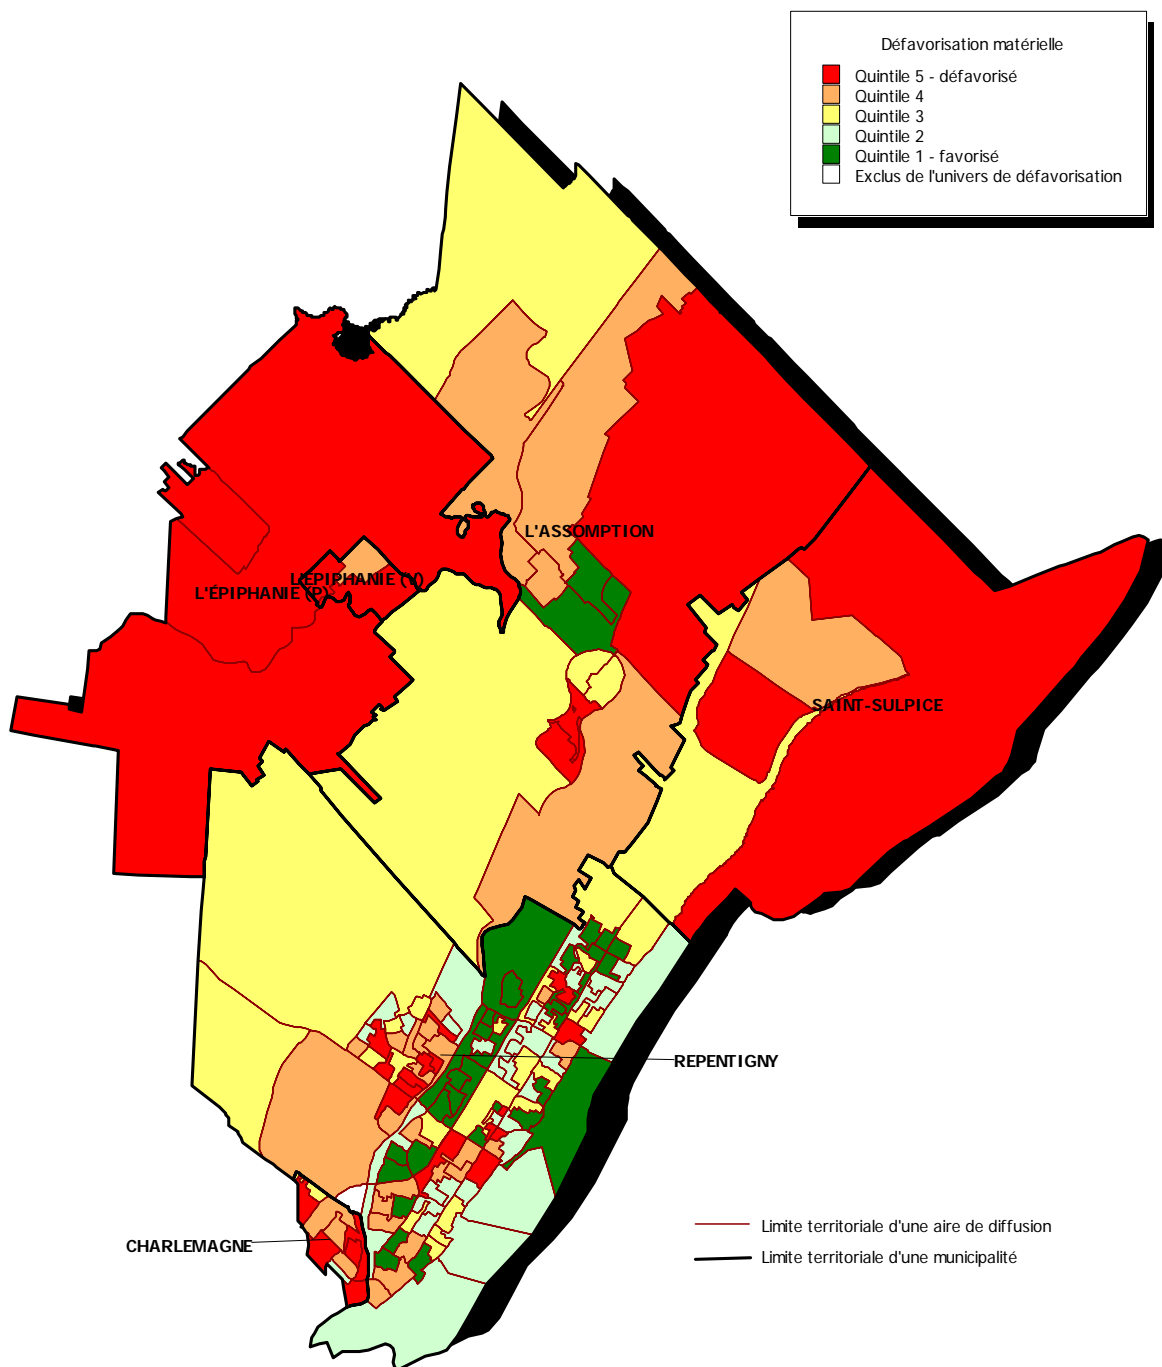 Défavorisation matérielle
Quintile 5 - défavorisé
Quintile 4
Quintile 3
Quintile 2
Quintile 1 - favorisé
Exclus de l'univers de défavorisation
L'ASSOMPTION
L'ÉPIPHANIE (V)
L'ÉPIPHANIE (P)
SAINT-SULPICE
REPENTIGNY
CHARLEMAGNE
Limite territoriale d'une aire de diffusion
Limite territoriale d'une municipalité